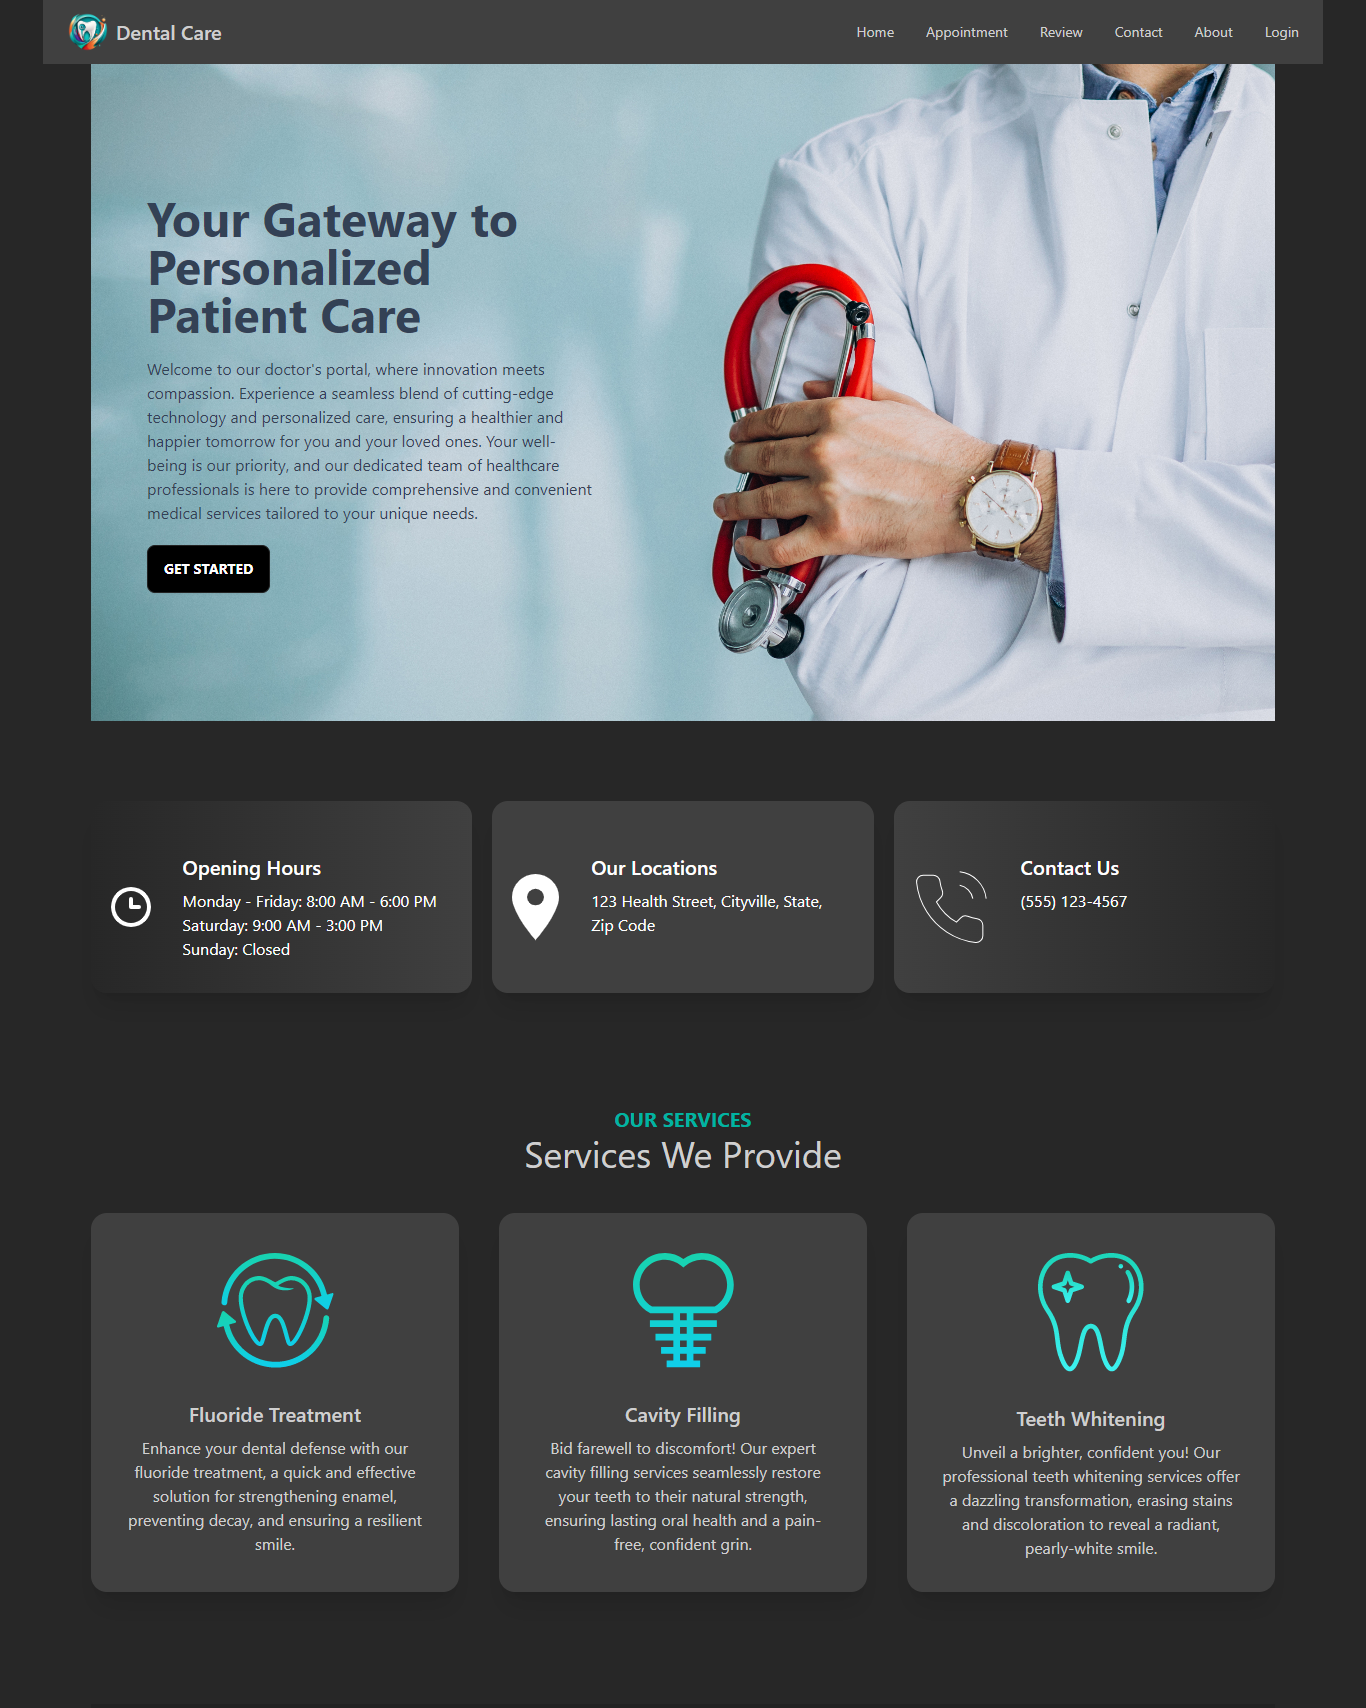 Dental Care
Home Appointment Review Contact About Login
Your Gateway to
Personalized
Patient Care
Welcome to our doctor's portal, where innovation meets
compassion. Experience a seamless blend of cutting-edge
technology and personalized care, ensuring a healthier and
happier tomorrow for you and your loved ones. Your well-
being is our priority, and our dedicated team of healthcare
professionals is here to provide comprehensive and convenient
medical services tailored to your unique needs.
GET STARTED
Opening Hours
Monday - Friday: 8:00 AM - 6:00 PM
Saturday: 9:00 AM - 3:00 PM
Sunday: Closed
Our Locations
123 Health Street, Cityville, State,
Zip Code
Contact Us
(555) 123-4567
OUR SERVICES
Services We Provide
Fluoride Treatment
Enhance your dental defense with our
fluoride treatment, a quick and effective
solution for strengthening enamel,
preventing decay, and ensuring a resilient
smile.
Cavity Filling
Bid farewell to discomfort! Our expert
cavity filling services seamlessly restore
your teeth to their natural strength,
ensuring lasting oral health and a pain-
free, confident grin.
Teeth Whitening
Unveil a brighter, confident you! Our
professional teeth whitening services offer
a dazzling transformation, erasing stains
and discoloration to reveal a radiant,
pearly-white smile.